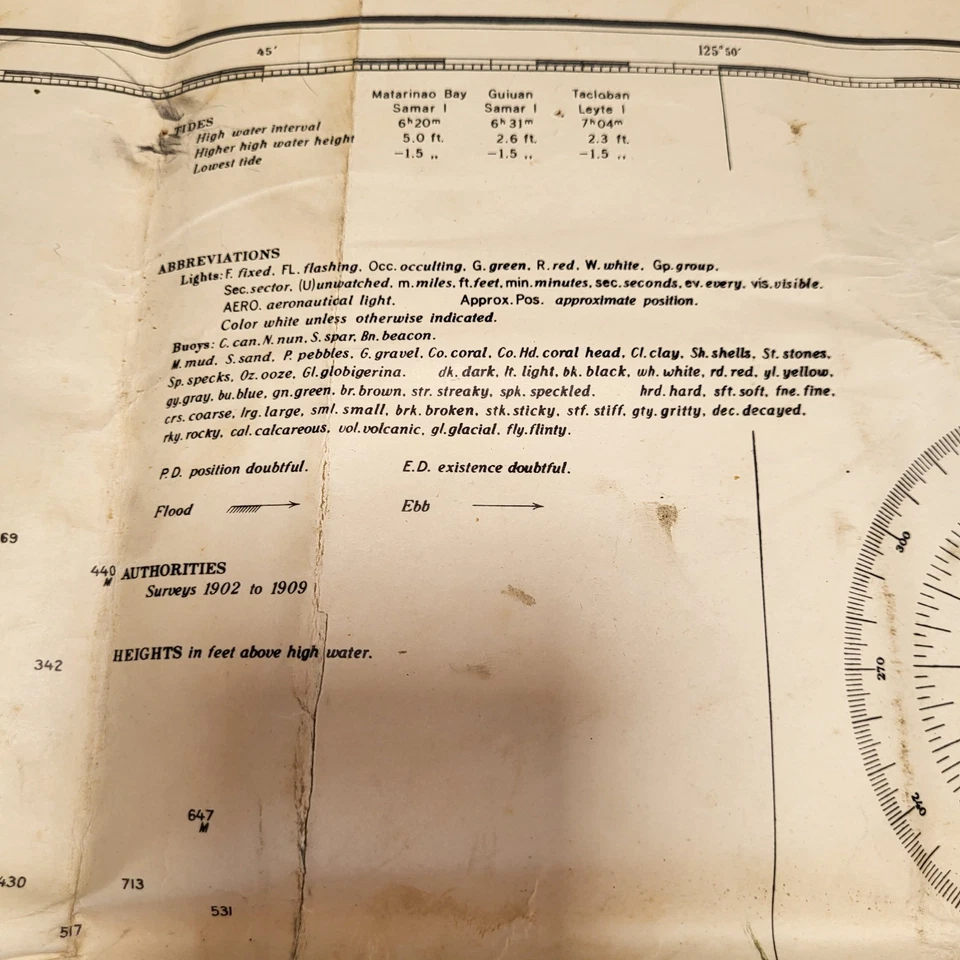 45′ 125° 50′
Matarinao Bay Guiuan Tacloban
Samar I Samar I Leyte I
TIDES
High water interval 6ʰ20ᵐ 6ʰ31ᵐ 7ʰ04ᵐ
Higher high water height 5.0 ft. 2.6 ft. 2.3 ft.
Lowest tide −1.5 „ −1.5 „ −1.5 „
ABBREVIATIONS
Lights: F. fixed, FL. flashing, Occ. occulting, G. green, R. red, W. white, Gp. group,
Sec. sector, (U) unwatched, m. miles, ft. feet, min. minutes, sec. seconds, ev. every, vis. visible.
AERO. aeronautical light. Approx. Pos. approximate position.
Color white unless otherwise indicated.
Buoys: C. can, N. nun, S. spar, Bn. beacon.
M. mud, S. sand, P. pebbles, G. gravel, Co. coral, Co. Hd. coral head, Cl. clay, Sh. shells, St. stones,
Sp. specks, Oz. ooze, Gl. globigerina. dk. dark, lt. light, bk. black, wh. white, rd. red, yl. yellow,
gy. gray, bu. blue, gn. green, br. brown, str. streaky, spk. speckled. hrd. hard, sft. soft, fne. fine,
crs. coarse, lrg. large, sml. small, brk. broken, stk. sticky, stf. stiff, gty. gritty, dec. decayed,
rky. rocky, cal. calcareous, vol. volcanic, gl. glacial, fly. flinty.
P.D. position doubtful. E.D. existence doubtful.
Flood Ebb
69
300
440
M
AUTHORITIES
Surveys 1902 to 1909
HEIGHTS in feet above high water.
342
270
240
647
M
430
713
531
517